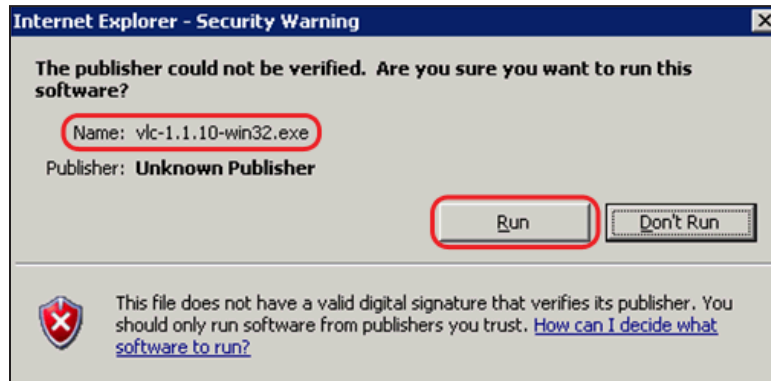 Internet Explorer - Security Warning
The publisher could not be verified.  Are you sure you want to run this
software?
Name: vlc-1.1.10-win32.exe
Publisher: Unknown Publisher
Run
Don't Run
This file does not have a valid digital signature that verifies its publisher. You
should only run software from publishers you trust. How can I decide what
software to run?